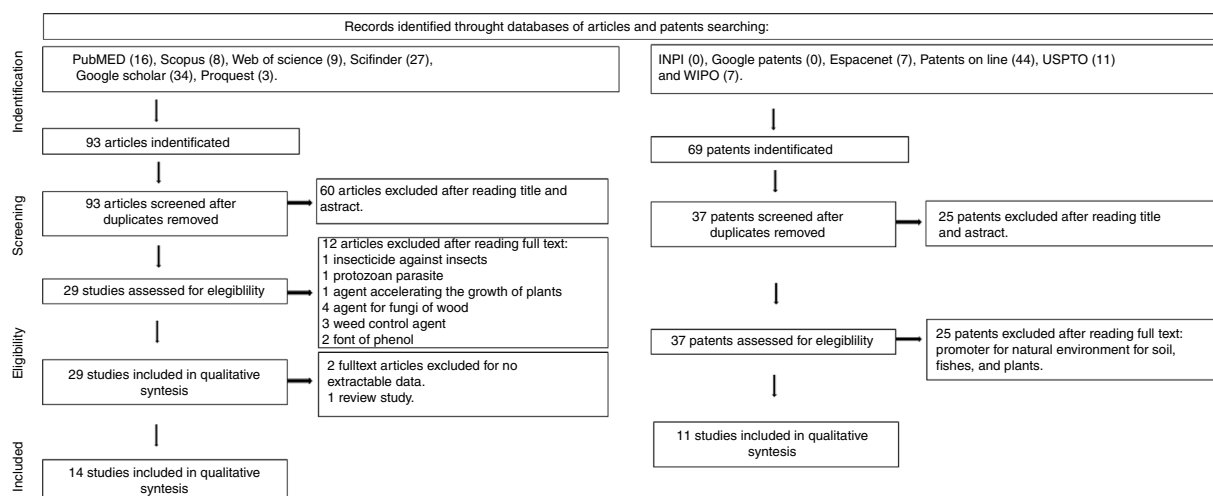 Records identified throught databases of articles and patents searching:
Indentification
PubMED (16), Scopus (8), Web of science (9), Scifinder (27),
Google scholar (34), Proquest (3).
93 articles indentificated
Screening
93 articles screened after
duplicates removed
60 articles excluded after reading title and
astract.
Eligibility
29 studies assessed for elegiblility
12 articles excluded after reading full text:
1 insecticide against insects
1 protozoan parasite
1 agent accelerating the growth of plants
4 agent for fungi of wood
3 weed control agent
2 font of phenol
29 studies included in qualitative
syntesis
2 fulltext articles excluded for no
extractable data.
1 review study.
Included
14 studies included in qualitative
syntesis
INPI (0), Google patents (0), Espacenet (7), Patents on line (44), USPTO (11)
and WIPO (7).
69 patents indentificated
37 patents screened after
duplicates removed
25 patents excluded after reading title
and astract.
37 patents assessed for elegiblility
25 patents excluded after reading full text:
promoter for natural environment for soil,
fishes, and plants.
11 studies included in qualitative
syntesis